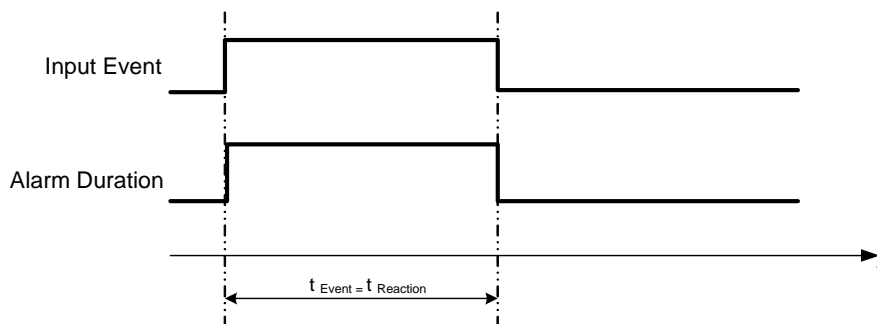 Input Event
Alarm Duration
t Event = t Reaction